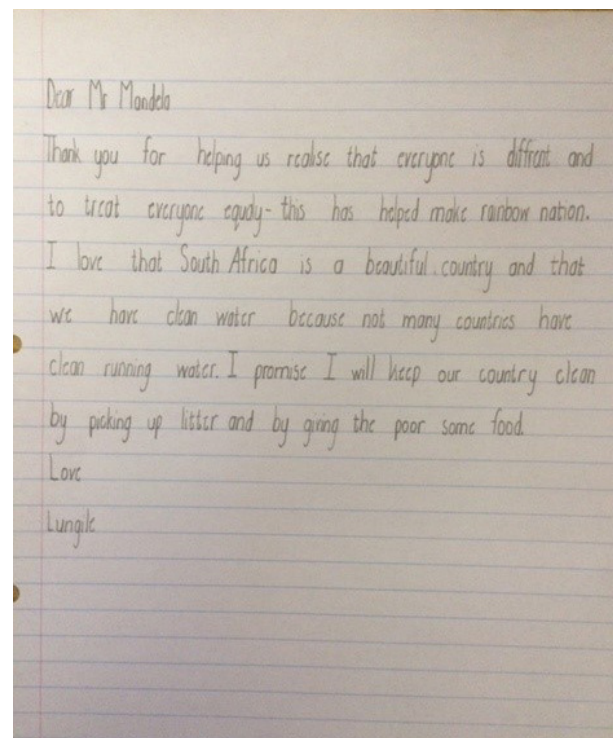 Dear Mr Mandela
Thank you for helping us realise that everyone is diffrent and
to treat everyone equdy- this has helped make ranbow nation.
I love that South Africa is a beautiful country and that
we have clean water because not many countries have
clean running water. I promise I will keep our country clean
by picking up litter and by giving the poor some food.
Love
Lungile